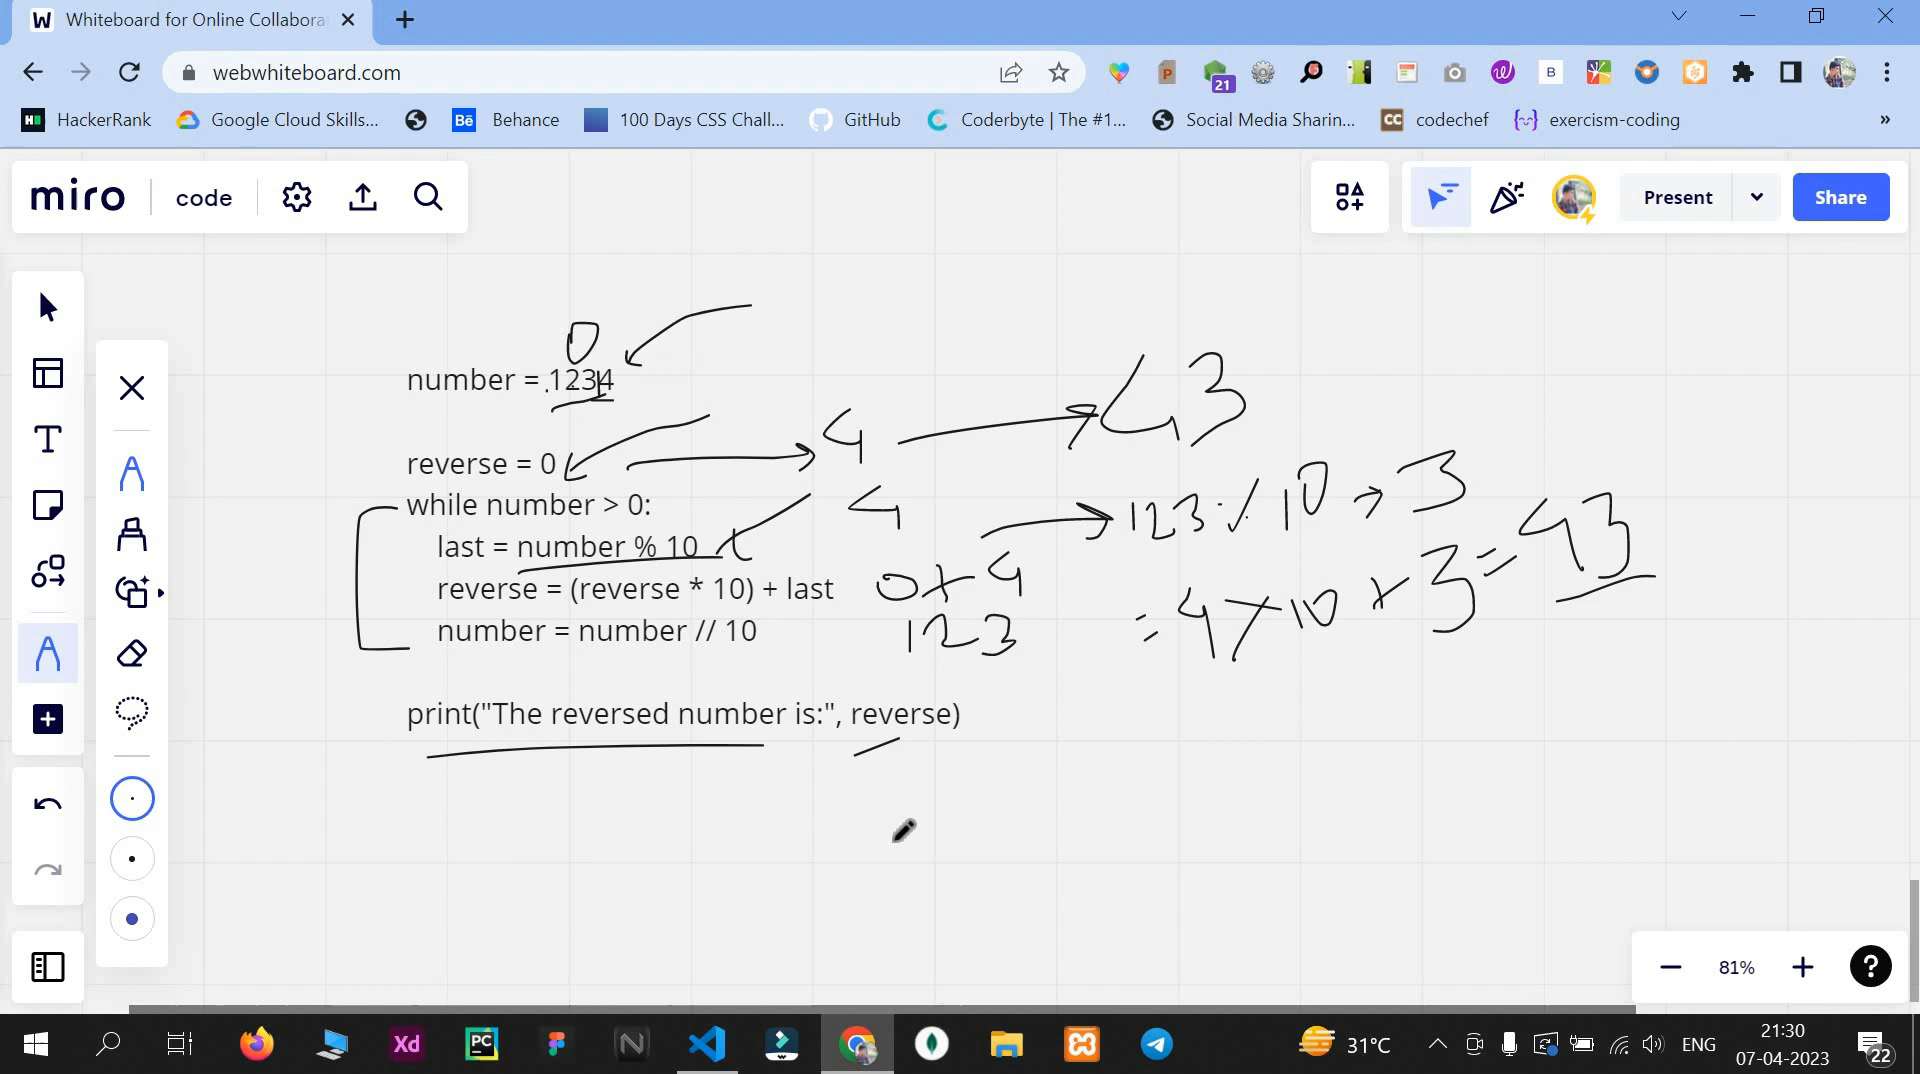 Whiteboard for Online Collabora
webwhiteboard.com
21
HackerRank
Google Cloud Skills...
Behance
100 Days CSS Chall...
GitHub
Coderbyte | The #1...
Social Media Sharin...
CC codechef
exercism-coding
»
miro
code
Present
Share
0
number = 1234
4
43
reverse = 0
4
123 % 10 → 3
while number > 0:
last = number % 10
0+4
= 4 × 10 + 3 = 43
reverse = (reverse * 10) + last
123
number = number // 10
print("The reversed number is:", reverse)
81%
31°C
ENG
21:30
07-04-2023
22